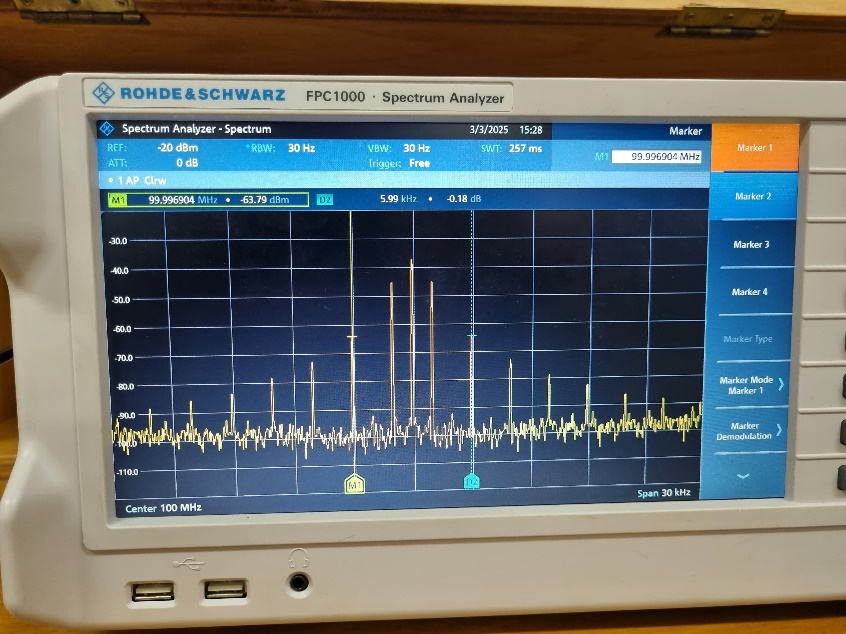 ROHDE&SCHWARZ FPC1000 · Spectrum Analyzer
Spectrum Analyzer - Spectrum 3/3/2025 15:28 Marker
REF: -20 dBm *RBW: 30 Hz VBW: 30 Hz SWT: 257 ms
ATT: 0 dB Trigger: Free M1 99.996904 MHz
• 1 AP Clrw
M1 99.996904 MHz • -63.79 dBm D2 5.99 kHz • -0.18 dB
-30.0
-40.0
-50.0
-60.0
-70.0
-80.0
-90.0
-100.0
-110.0
M1 D2
Center 100 MHz Span 30 kHz
Marker 1
Marker 2
Marker 3
Marker 4
Marker Type
Marker Mode
Marker 1
Marker
Demodulation